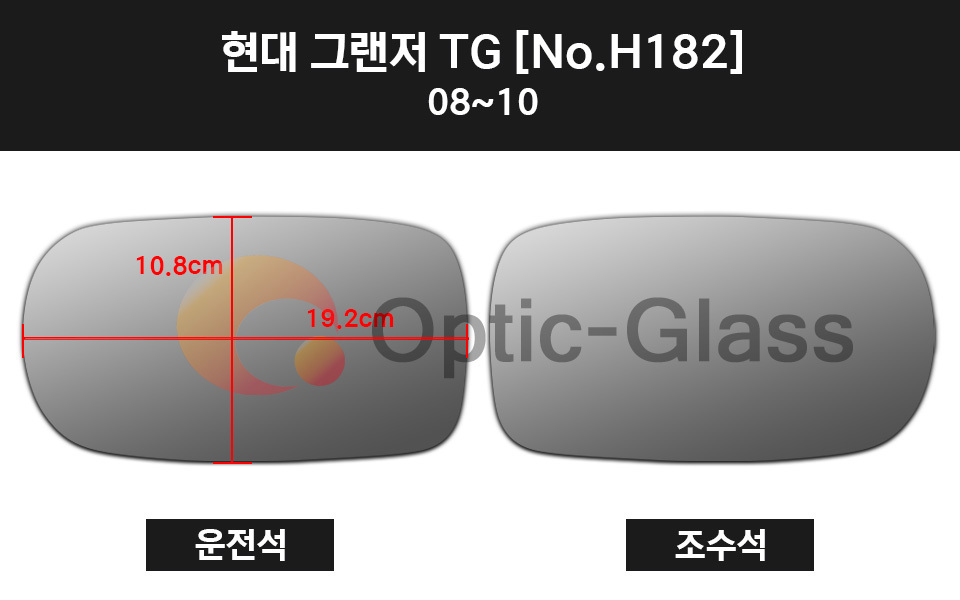 현대 그랜저 TG [No.H182]
08~10
10.8cm
19.2cm
Optic-Glass
운전석
조수석